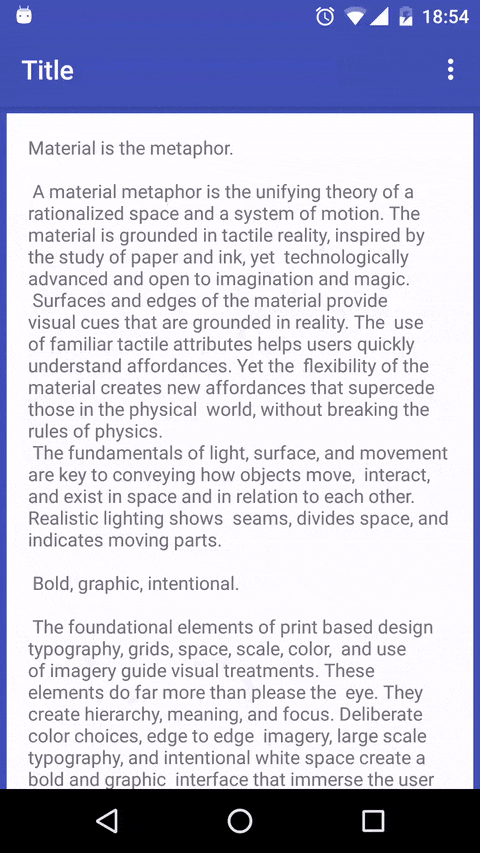 18:54
Title
Material is the metaphor.
A material metaphor is the unifying theory of a
rationalized space and a system of motion. The
material is grounded in tactile reality, inspired by
the study of paper and ink, yet  technologically
advanced and open to imagination and magic.
Surfaces and edges of the material provide
visual cues that are grounded in reality. The  use
of familiar tactile attributes helps users quickly
understand affordances. Yet the  flexibility of the
material creates new affordances that supercede
those in the physical  world, without breaking the
rules of physics.
The fundamentals of light, surface, and movement
are key to conveying how objects move,  interact,
and exist in space and in relation to each other.
Realistic lighting shows  seams, divides space, and
indicates moving parts.
Bold, graphic, intentional.
The foundational elements of print based design
typography, grids, space, scale, color,  and use
of imagery guide visual treatments. These
elements do far more than please the  eye. They
create hierarchy, meaning, and focus. Deliberate
color choices, edge to edge  imagery, large scale
typography, and intentional white space create a
bold and graphic  interface that immerse the user